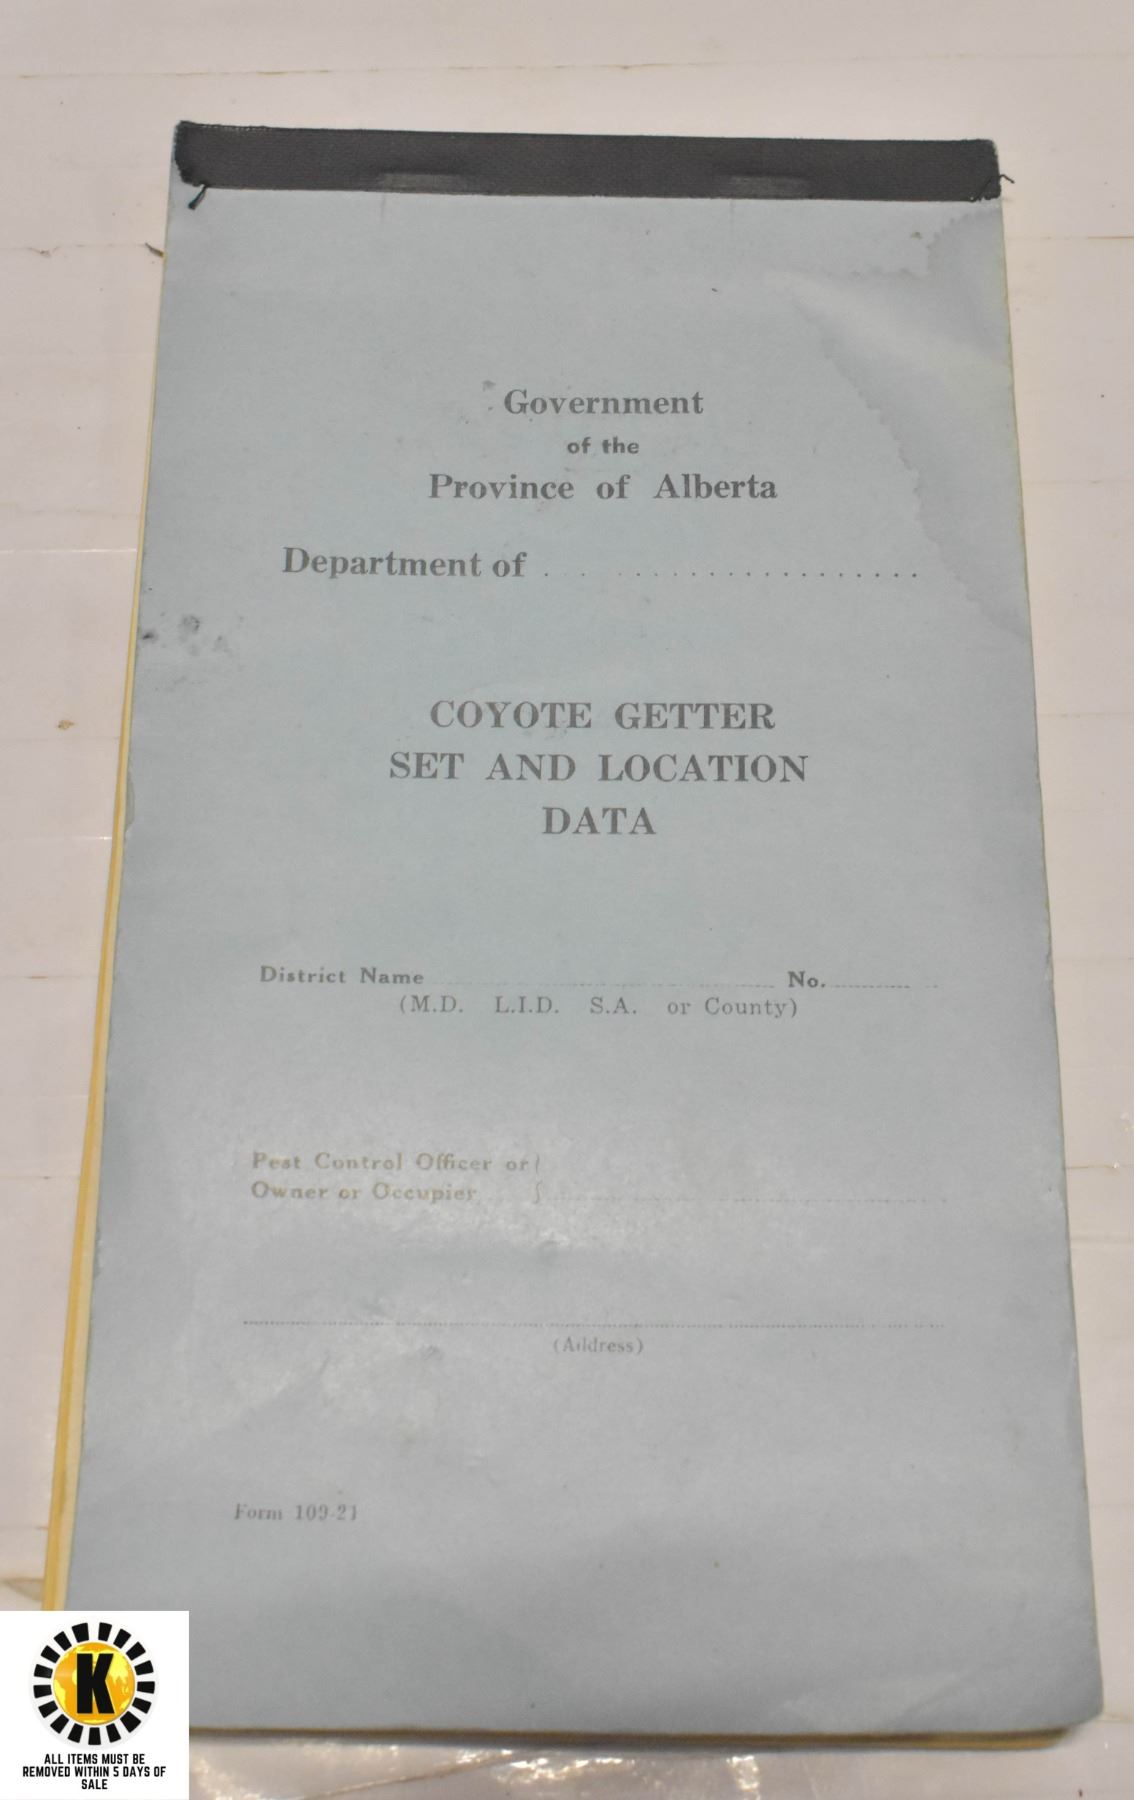 Government
of the
Province of Alberta
Department of . . . . . . . . . . . . . . . . . . . .
COYOTE GETTER
SET AND LOCATION
DATA
District Name ........................................ No. ............
(M.D. L.I.D. S.A. or County)
Pest Control Officer or
Owner or Occupier
(Address)
Form 109-21
K
ALL ITEMS MUST BE
REMOVED WITHIN 5 DAYS OF
SALE